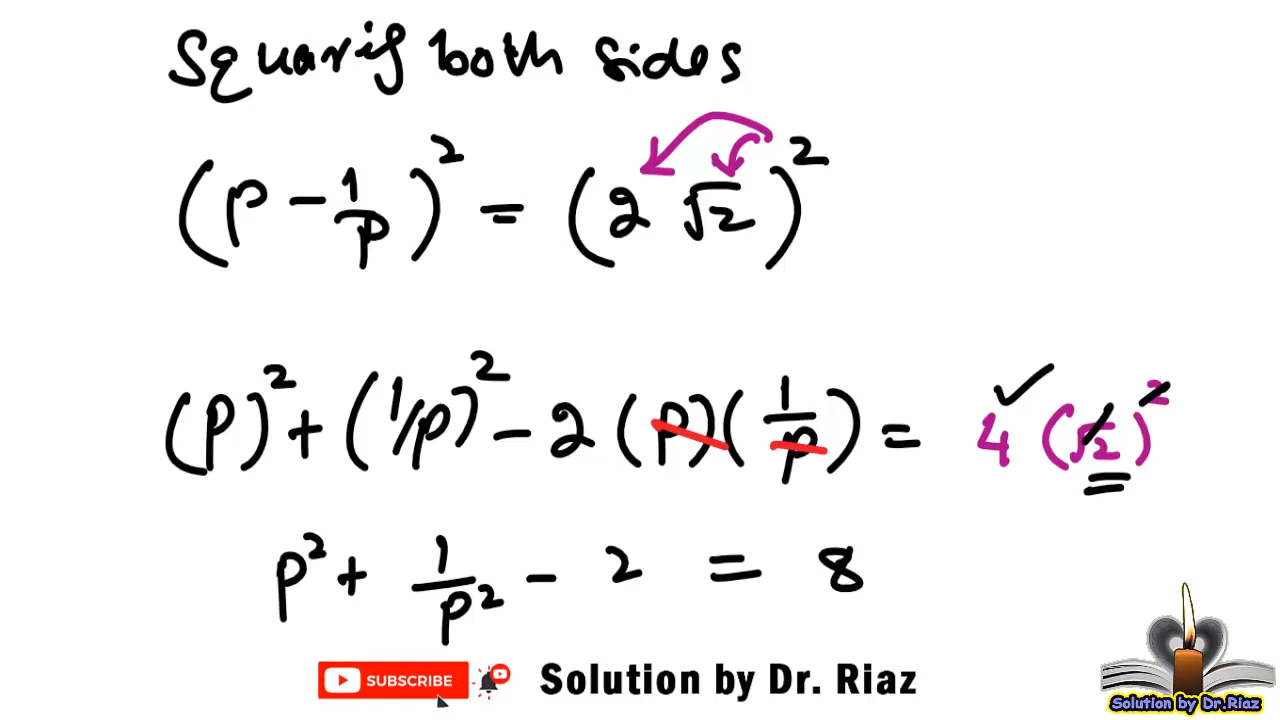 Squarig both sides
(P - 1/P)² = (2 √2)²
(P)² + (1/P)² - 2 (P)(1/P) = 4 (√2)²
P² + 1/P² - 2 = 8
SUBSCRIBE Solution by Dr. Riaz
Solution by Dr.Riaz